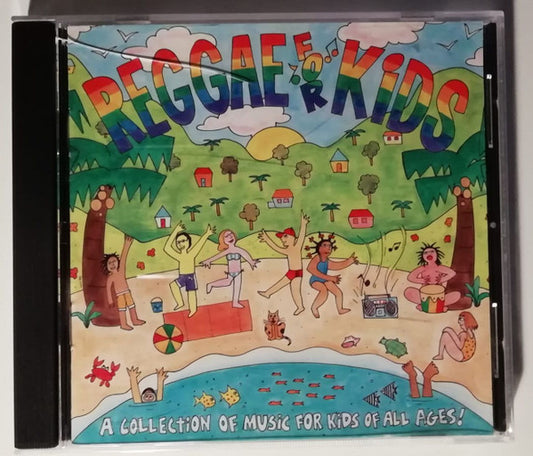 REGGAE FOR KiDS
A COLLECTiON OF MUSiC FOR KiDS OF ALL AGES!